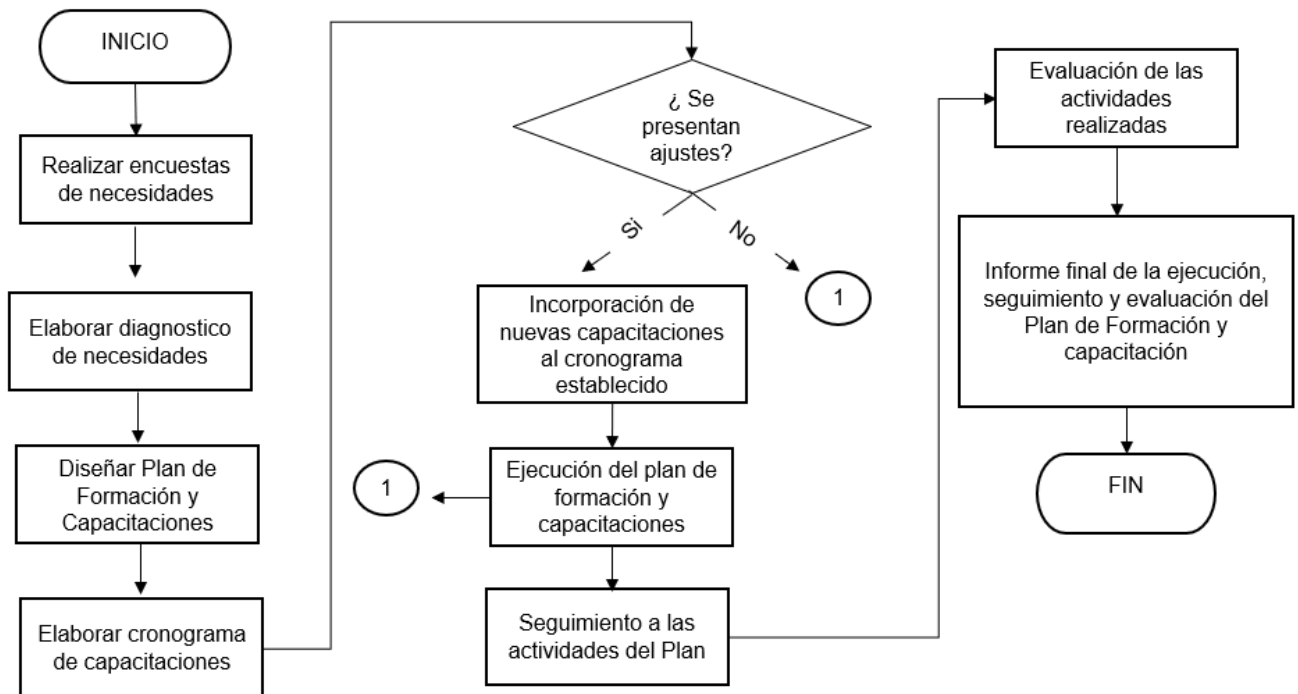 INICIO
Realizar encuestas
de necesidades
Elaborar diagnostico
de necesidades
Diseñar Plan de
Formación y
Capacitaciones
Elaborar cronograma
de capacitaciones
¿ Se
presentan
ajustes?
Si
No
1
Incorporación de
nuevas capacitaciones
al cronograma
establecido
1
Ejecución del plan de
formación y
capacitaciones
Seguimiento a las
actividades del Plan
Evaluación de las
actividades
realizadas
Informe final de la ejecución,
seguimiento y evaluación del
Plan de Formación y
capacitación
FIN